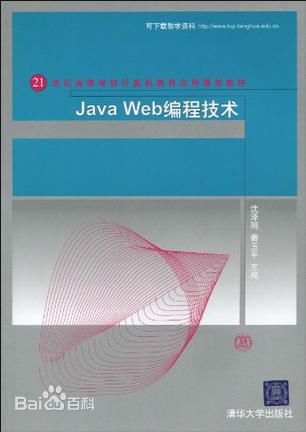 可下载教学资料 http://www.tup.tsinghua.edu.cn
21世纪高等学校计算机教育实用规划教材
Java Web编程技术
沈泽刚 秦玉平 主编
Bai度百科
清华大学出版社